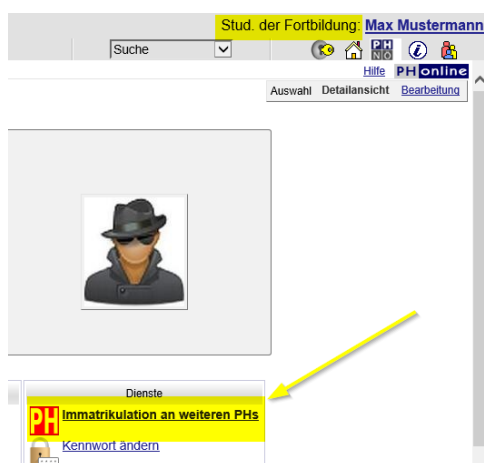 Stud. der Fortbildung: Max Mustermann
Suche
PH
NO
Hilfe PHonline
Auswahl Detailansicht Bearbeitung
Dienste
PH Immatrikulation an weiteren PHs
Kennwort ändern